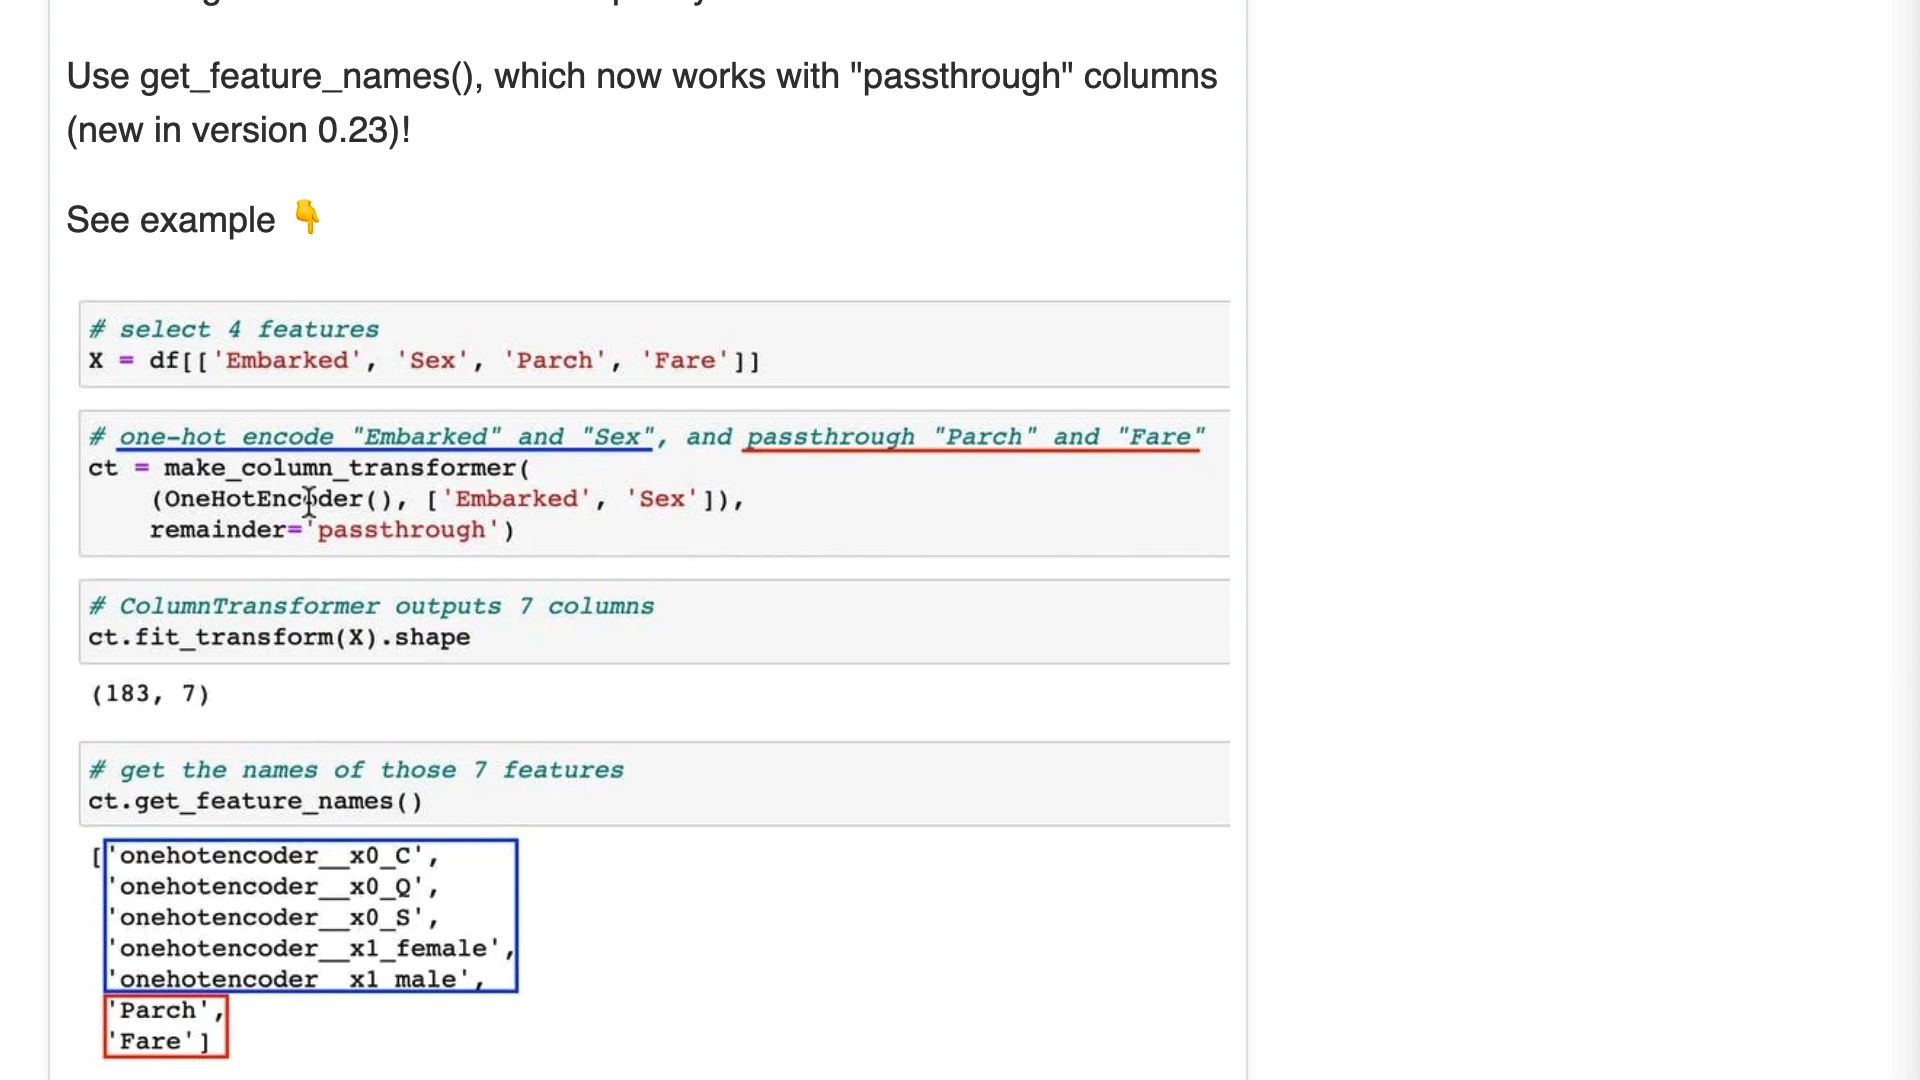 Use get_feature_names(), which now works with "passthrough" columns
(new in version 0.23)!
See example 👇
# select 4 features
X = df[['Embarked', 'Sex', 'Parch', 'Fare']]
# one-hot encode "Embarked" and "Sex", and passthrough "Parch" and "Fare"
ct = make_column_transformer(
    (OneHotEncoder(), ['Embarked', 'Sex']),
    remainder='passthrough')
# ColumnTransformer outputs 7 columns
ct.fit_transform(X).shape
(183, 7)
# get the names of those 7 features
ct.get_feature_names()
['onehotencoder__x0_C',
 'onehotencoder__x0_Q',
 'onehotencoder__x0_S',
 'onehotencoder__x1_female',
 'onehotencoder__x1_male',
 'Parch',
 'Fare']